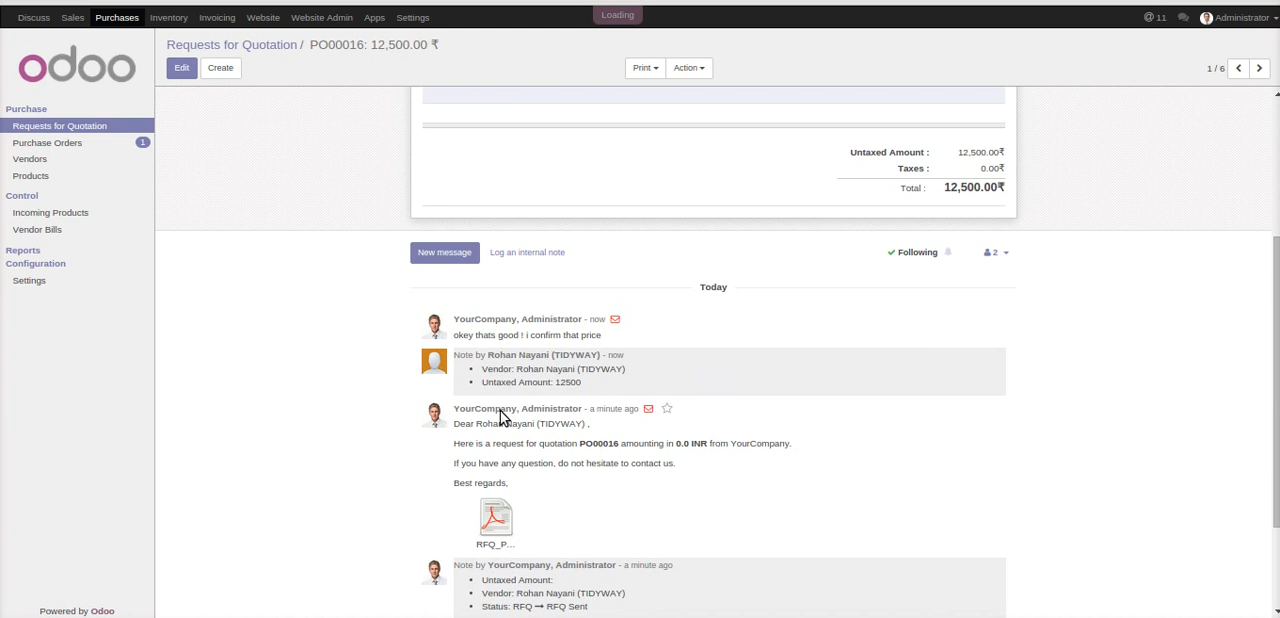 Discuss Sales Purchases Inventory Invoicing Website Website Admin Apps Settings Loading @ 11 Administrator
odoo
Requests for Quotation / PO00016: 12,500.00 ₹
Edit Create Print Action 1 / 6
Purchase
Requests for Quotation
Purchase Orders 1
Vendors
Products
Control
Incoming Products
Vendor Bills
Reports
Configuration
Settings
Powered by Odoo
Untaxed Amount : 12,500.00₹
Taxes : 0.00₹
Total : 12,500.00₹
New message Log an internal note Following 2
Today
YourCompany, Administrator - now
okey thats good ! i confirm that price
Note by Rohan Nayani (TIDYWAY) - now
• Vendor: Rohan Nayani (TIDYWAY)
• Untaxed Amount: 12500
YourCompany, Administrator - a minute ago
Dear Rohan Nayani (TIDYWAY) ,
Here is a request for quotation PO00016 amounting in 0.0 INR from YourCompany.
If you have any question, do not hesitate to contact us.
Best regards,
RFQ_P...
Note by YourCompany, Administrator - a minute ago
• Untaxed Amount:
• Vendor: Rohan Nayani (TIDYWAY)
• Status: RFQ → RFQ Sent